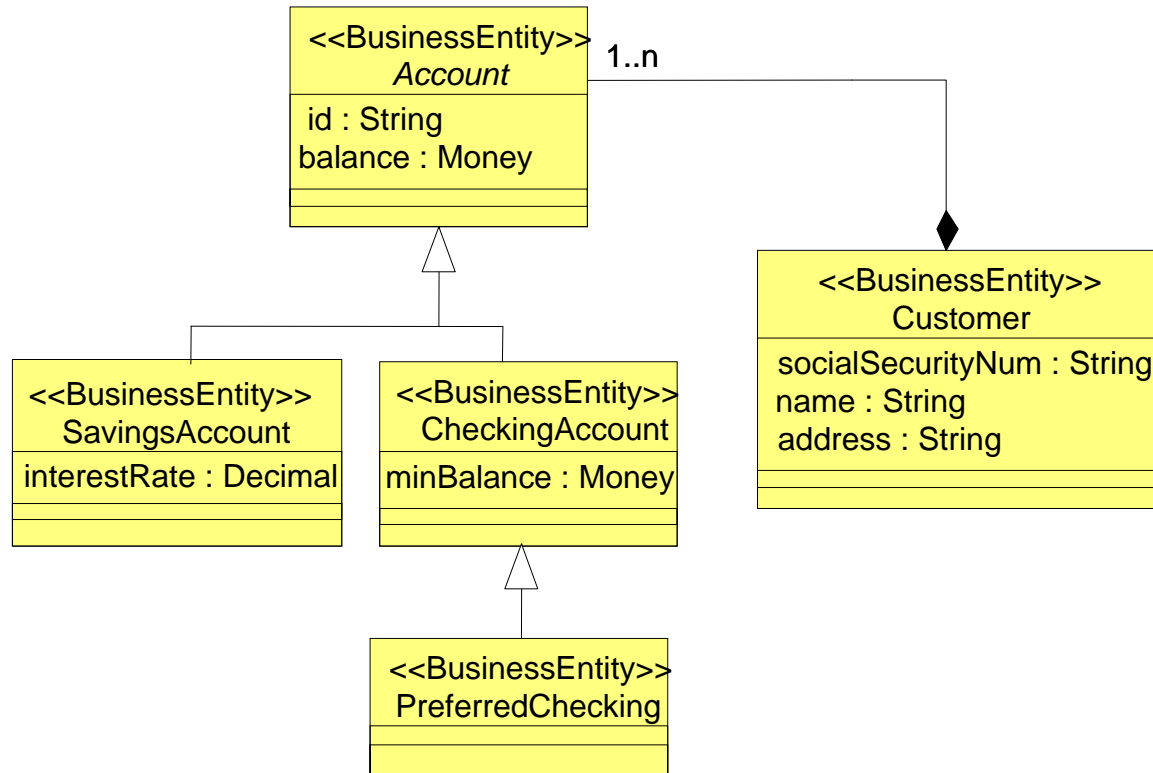 <<BusinessEntity>>
Account
id : String
balance : Money
1..n
<<BusinessEntity>>
Customer
socialSecurityNum : String
name : String
address : String
<<BusinessEntity>>
SavingsAccount
interestRate : Decimal
<<BusinessEntity>>
CheckingAccount
minBalance : Money
<<BusinessEntity>>
PreferredChecking